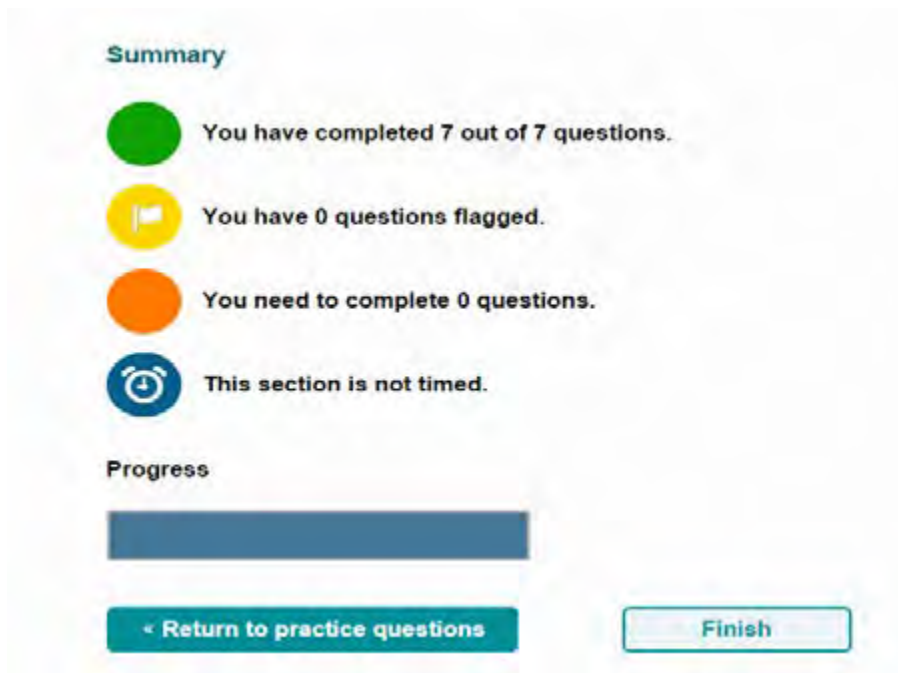 Summary
You have completed 7 out of 7 questions.
You have 0 questions flagged.
You need to complete 0 questions.
This section is not timed.
Progress
« Return to practice questions
Finish